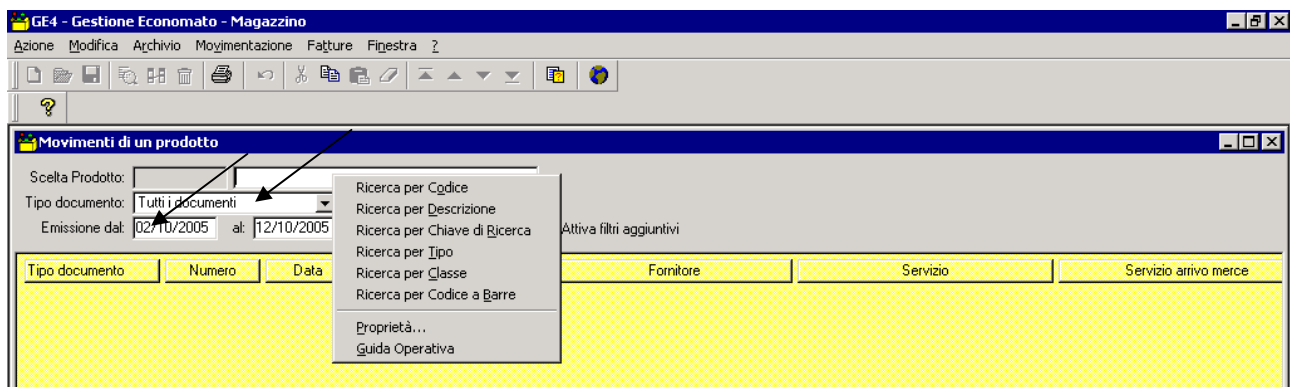 GE4 - Gestione Economato - Magazzino
Azione Modifica Archivio Movimentazione Fatture Finestra ?
Movimenti di un prodotto
Scelta Prodotto:
Tipo documento: Tutti i documenti
Emissione dal: 02/10/2005 al: 12/10/2005 Attiva filtri aggiuntivi
Ricerca per Codice
Ricerca per Descrizione
Ricerca per Chiave di Ricerca
Ricerca per Tipo
Ricerca per Classe
Ricerca per Codice a Barre
Proprietà...
Guida Operativa
Tipo documento Numero Data Fornitore Servizio Servizio arrivo merce